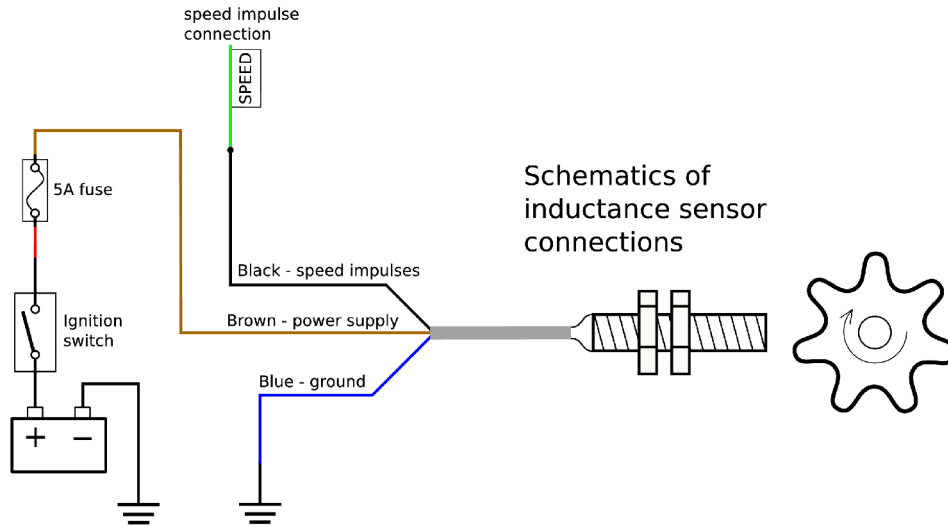 speed impulse
connection
SPEED
5A fuse
Schematics of
inductance sensor
connections
Black - speed impulses
Brown - power supply
Ignition
switch
Blue - ground
+ −